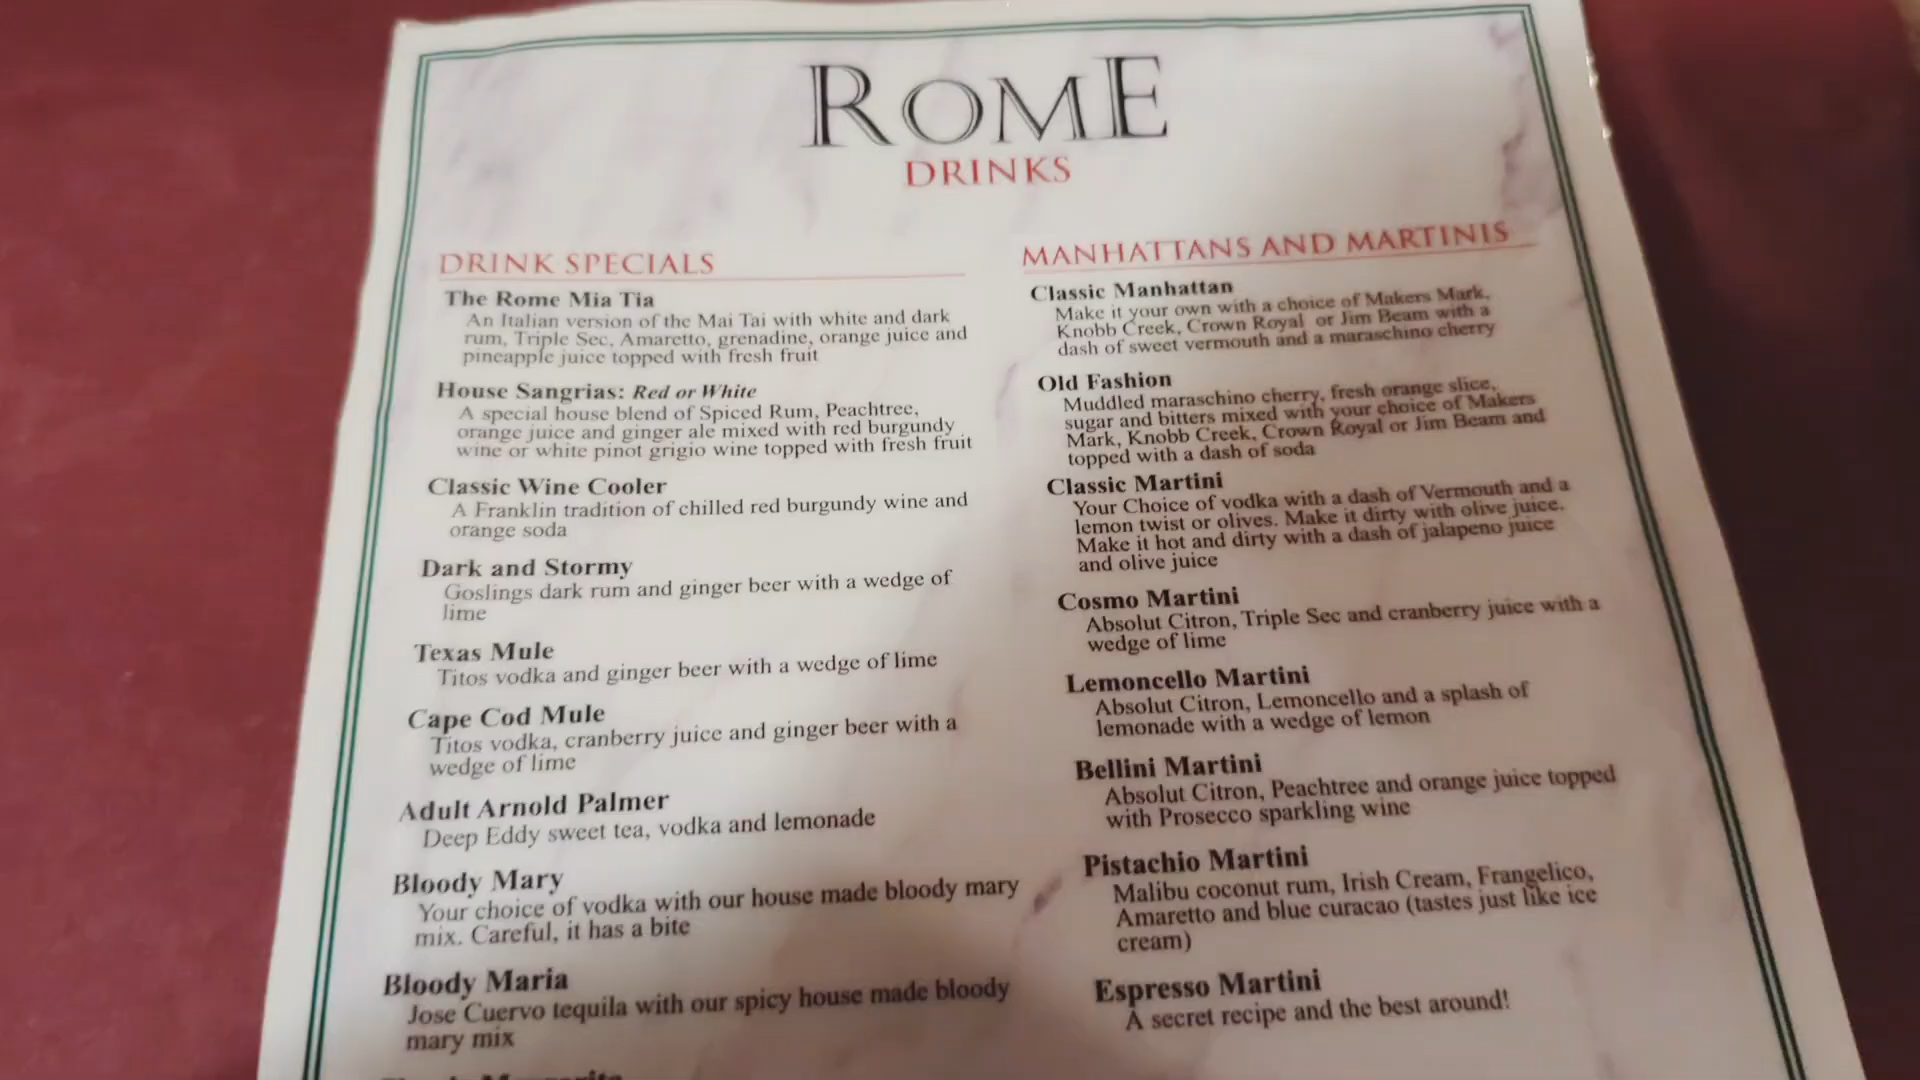 ROME
DRINKS
DRINK SPECIALS
The Rome Mia Tia
An Italian version of the Mai Tai with white and dark
rum, Triple Sec, Amaretto, grenadine, orange juice and
pineapple juice topped with fresh fruit
House Sangrias: Red or White
A special house blend of Spiced Rum, Peachtree,
orange juice and ginger ale mixed with red burgundy
wine or white pinot grigio wine topped with fresh fruit
Classic Wine Cooler
A Franklin tradition of chilled red burgundy wine and
orange soda
Dark and Stormy
Goslings dark rum and ginger beer with a wedge of
lime
Texas Mule
Titos vodka and ginger beer with a wedge of lime
Cape Cod Mule
Titos vodka, cranberry juice and ginger beer with a
wedge of lime
Adult Arnold Palmer
Deep Eddy sweet tea, vodka and lemonade
Bloody Mary
Your choice of vodka with our house made bloody mary
mix. Careful, it has a bite
Bloody Maria
Jose Cuervo tequila with our spicy house made bloody
mary mix
MANHATTANS AND MARTINIS
Classic Manhattan
Make it your own with a choice of Makers Mark,
Knobb Creek, Crown Royal or Jim Beam with a
dash of sweet vermouth and a maraschino cherry
Old Fashion
Muddled maraschino cherry, fresh orange slice,
sugar and bitters mixed with your choice of Makers
Mark, Knobb Creek, Crown Royal or Jim Beam and
topped with a dash of soda
Classic Martini
Your Choice of vodka with a dash of Vermouth and a
lemon twist or olives. Make it dirty with olive juice.
Make it hot and dirty with a dash of jalapeno juice
and olive juice
Cosmo Martini
Absolut Citron, Triple Sec and cranberry juice with a
wedge of lime
Lemoncello Martini
Absolut Citron, Lemoncello and a splash of
lemonade with a wedge of lemon
Bellini Martini
Absolut Citron, Peachtree and orange juice topped
with Prosecco sparkling wine
Pistachio Martini
Malibu coconut rum, Irish Cream, Frangelico,
Amaretto and blue curacao (tastes just like ice
cream)
Espresso Martini
A secret recipe and the best around!